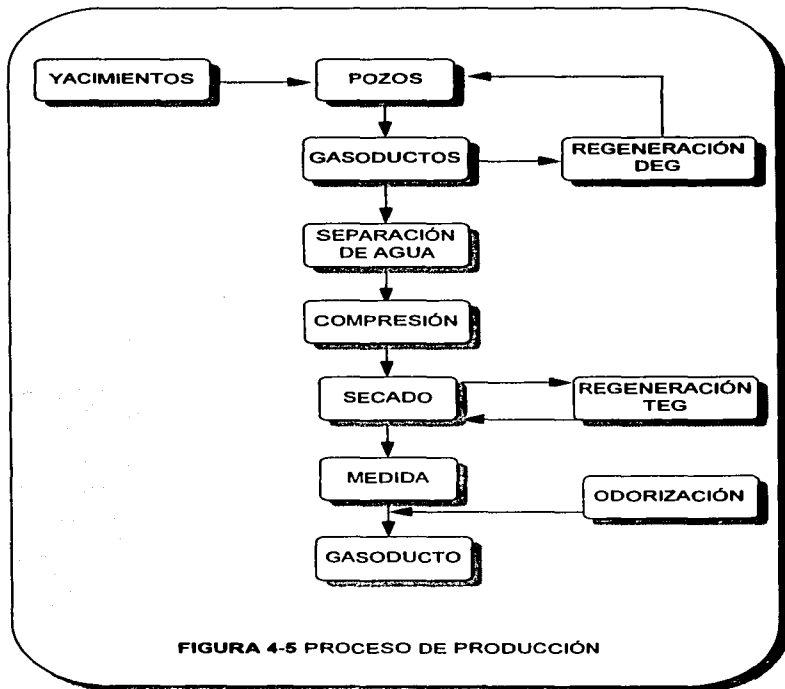 YACIMIENTOS
POZOS
GASODUCTOS
REGENERACIÓN
DEG
SEPARACIÓN
DE AGUA
COMPRESIÓN
SECADO
REGENERACIÓN
TEG
MEDIDA
ODORIZACIÓN
GASODUCTO
FIGURA 4-5 PROCESO DE PRODUCCIÓN